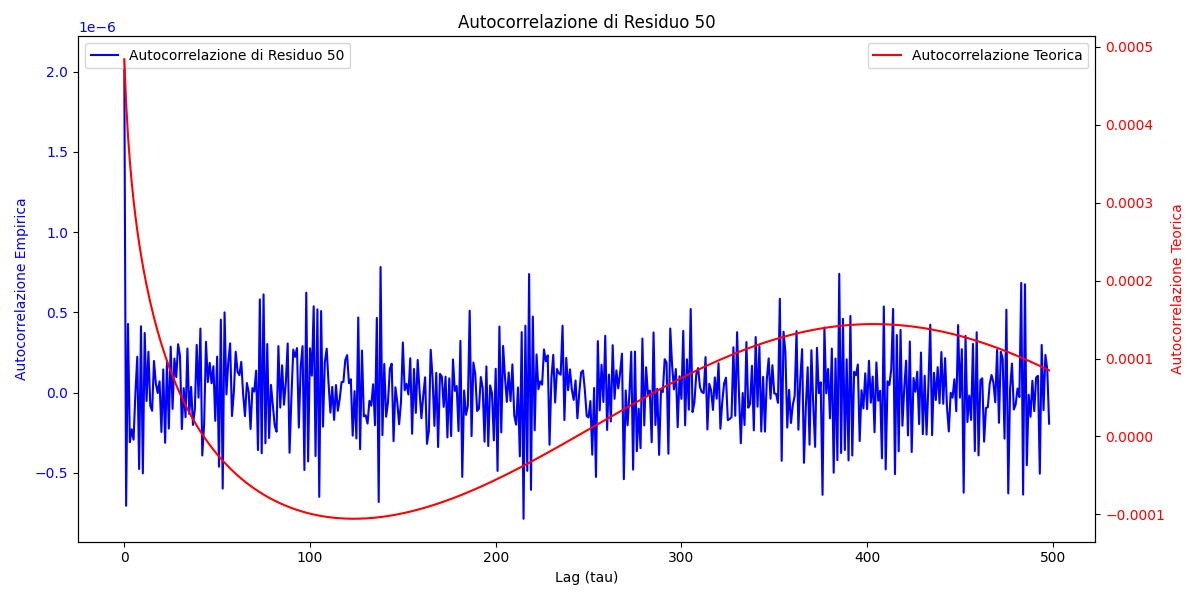 Autocorrelazione di Residuo 50
1e−6
Autocorrelazione di Residuo 50
Autocorrelazione Teorica
2.0
1.5
1.0
0.5
0.0
−0.5
Autocorrelazione Empirica
0.0005
0.0004
0.0003
0.0002
0.0001
0.0000
−0.0001
Autocorrelazione Teorica
0 100 200 300 400 500
Lag (tau)